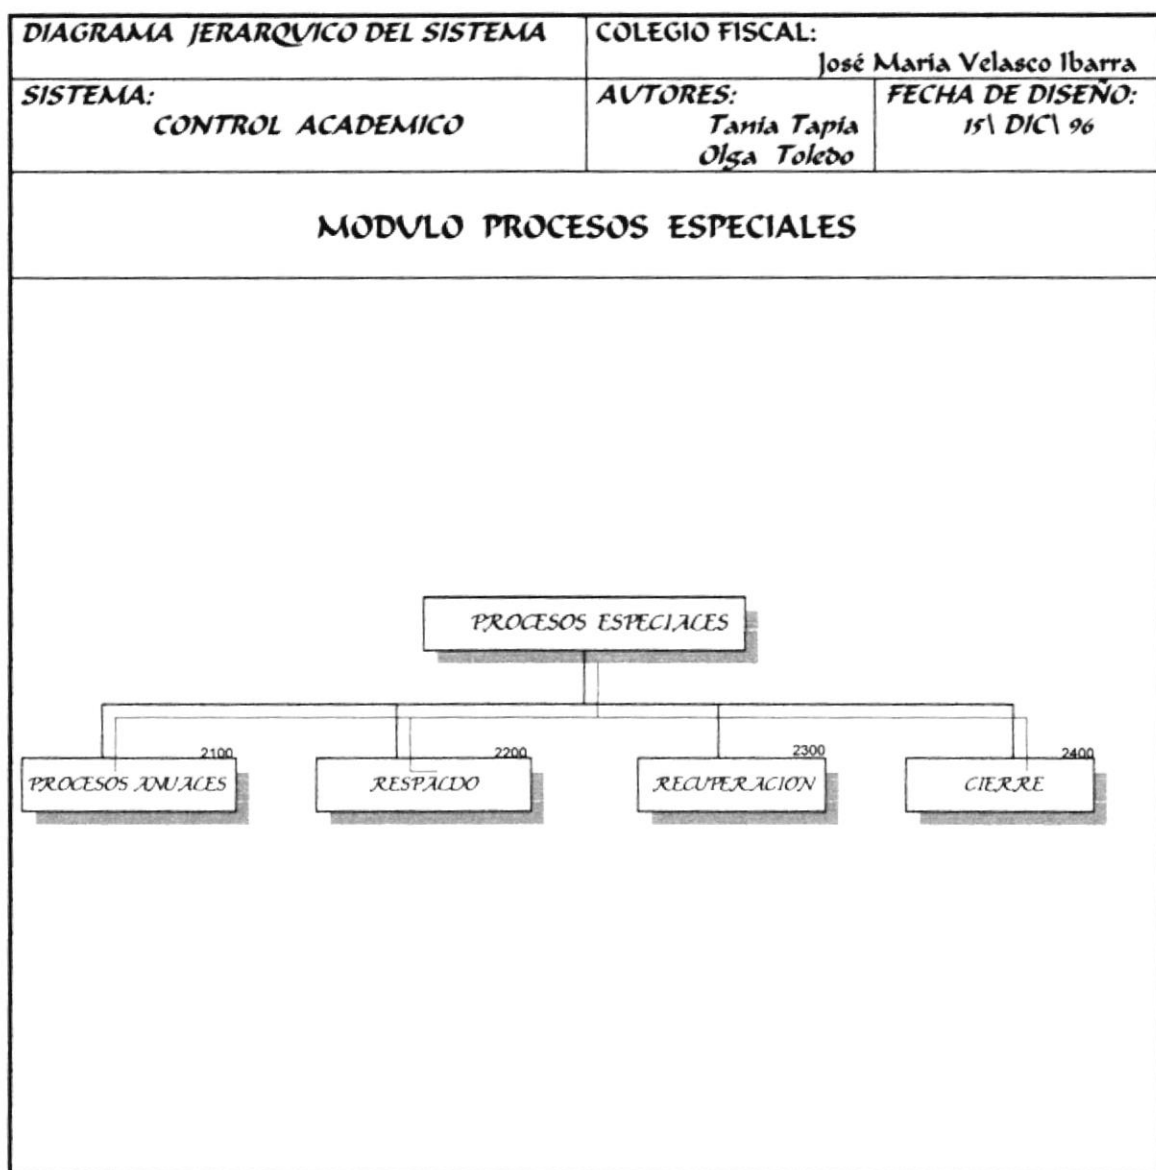 DIAGRAMA JERARQUICO DEL SISTEMA
COLEGIO FISCAL:
José María Velasco Ibarra
SISTEMA:
CONTROL ACADEMICO
AUTORES:
Tania Tapia
Olga Toledo
FECHA DE DISEÑO:
15\ DIC\ 96
MODULO PROCESOS ESPECIALES
PROCESOS ESPECIALES
2100
PROCESOS ANUALES
2200
RESPALDO
2300
RECUPERACION
2400
CIERRE